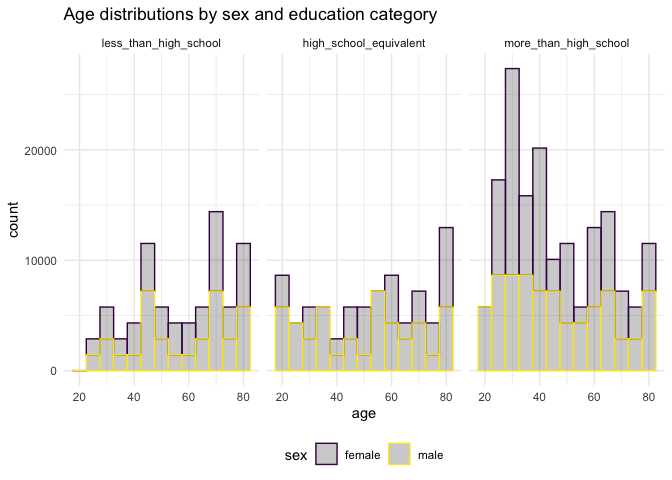 Age distributions by sex and education category
less_than_high_school high_school_equivalent more_than_high_school
20000
10000
0
count
20 40 60 80 20 40 60 80 20 40 60 80
age
sex female male